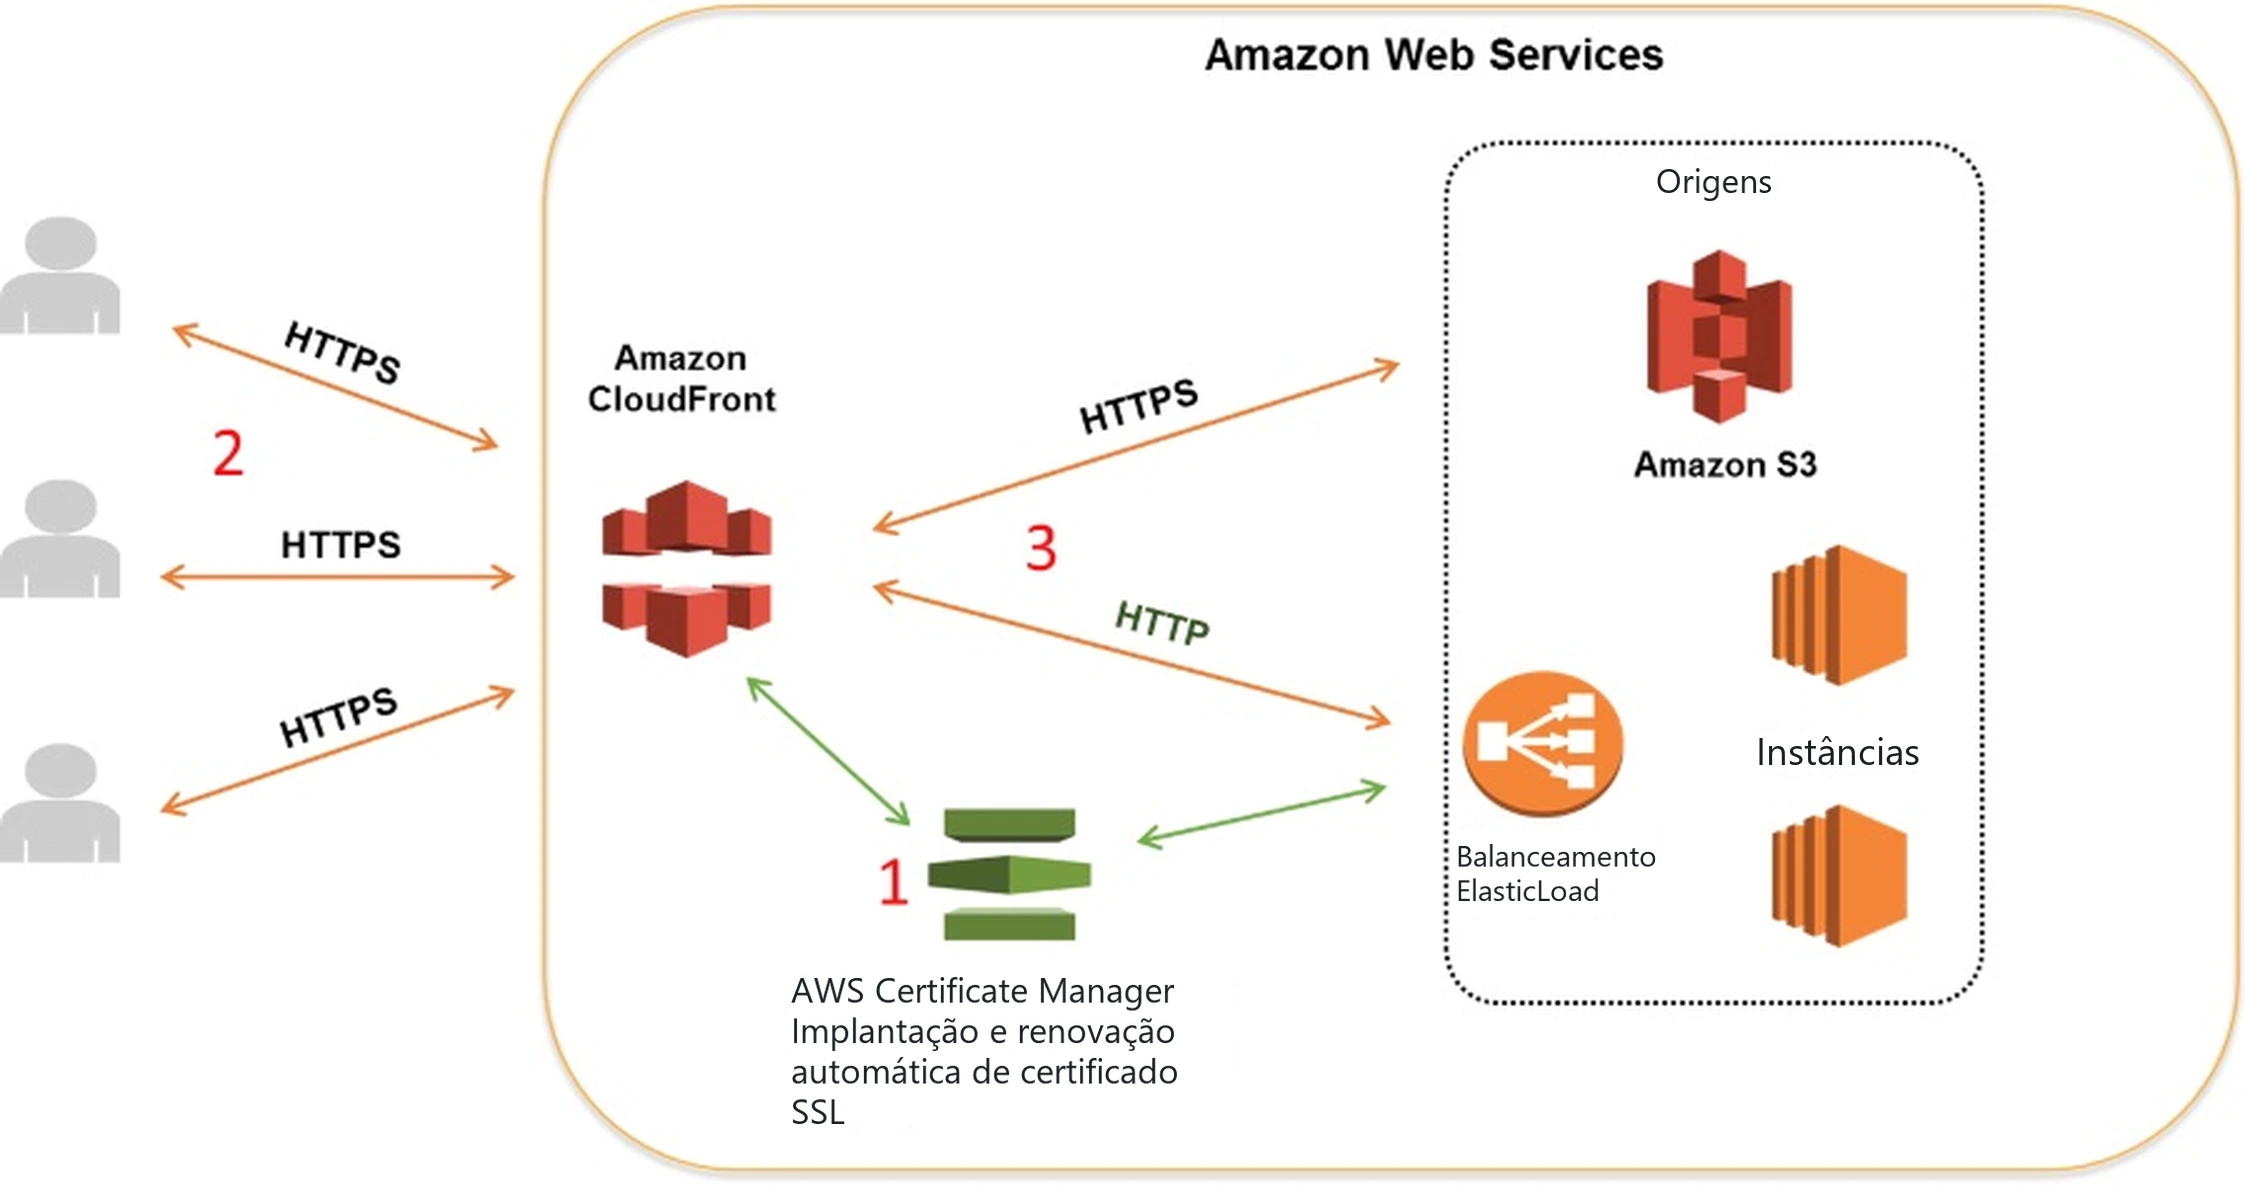 Amazon Web Services
Origens
HTTPS
Amazon
CloudFront
HTTPS
2
Amazon S3
3
HTTPS
HTTP
Instâncias
HTTPS
Balanceamento
ElasticLoad
1
AWS Certificate Manager
Implantação e renovação
automática de certificado
SSL